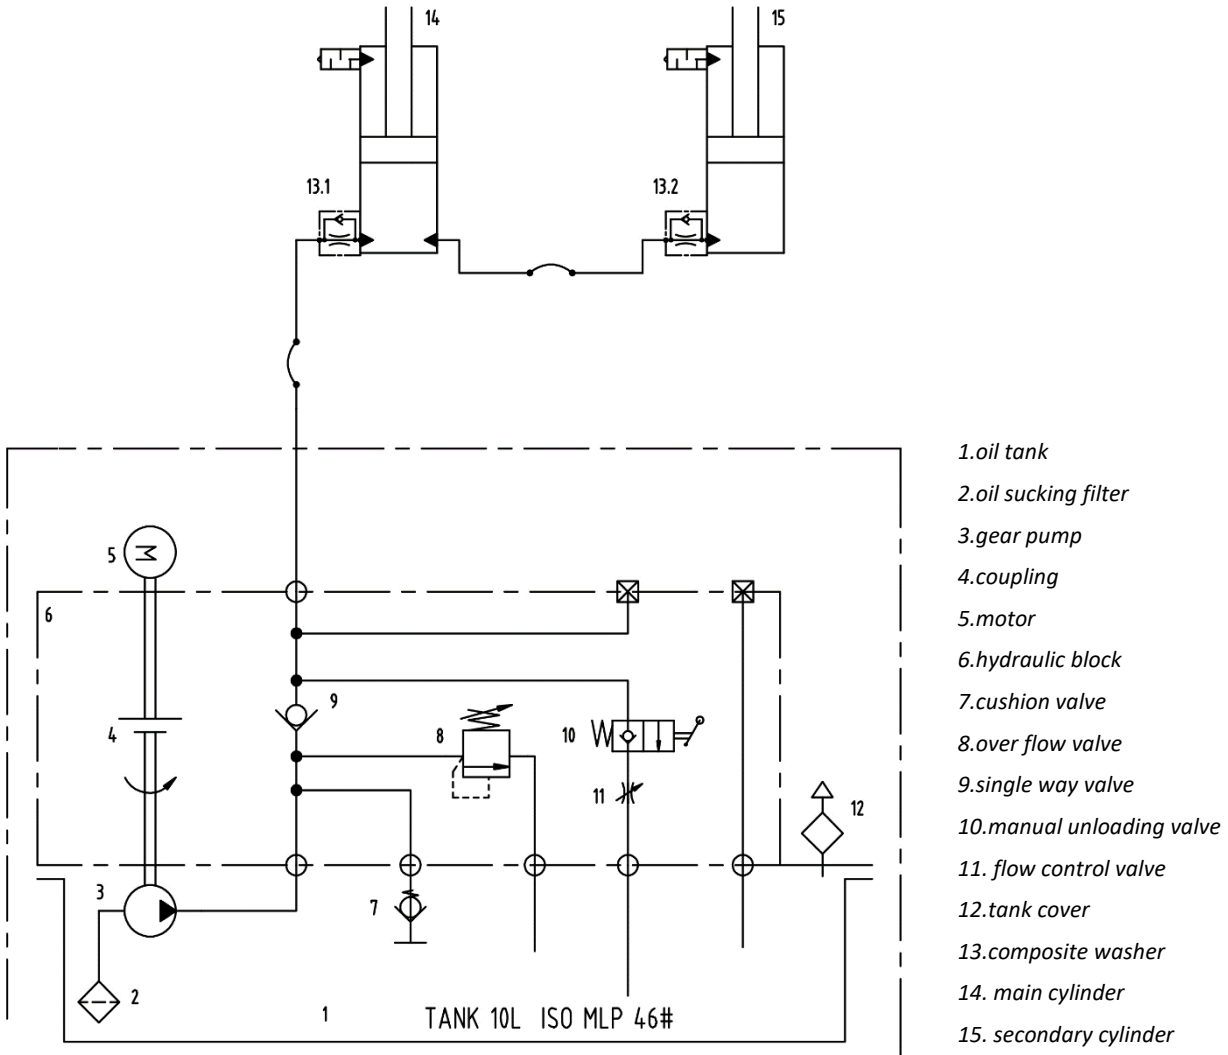 14
15
13.1
13.2
1.oil tank
2.oil sucking filter
3.gear pump
4.coupling
5.motor
6.hydraulic block
7.cushion valve
8.over flow valve
9.single way valve
10.manual unloading valve
11. flow control valve
12.tank cover
13.composite washer
14. main cylinder
15. secondary cylinder
5
M
6
9
4
8
10
11
12
3
7
2
1
TANK 10L ISO MLP 46#